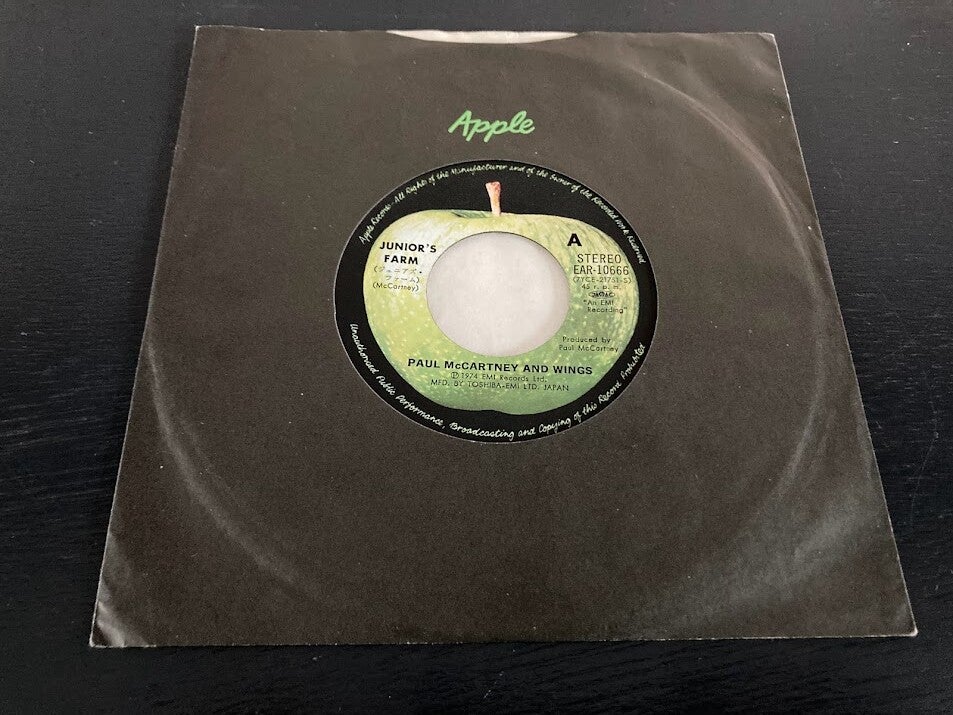 Apple
Apple Records. All Rights of the Manufacturer and of the Owner of the Recorded Work Reserved
JUNIOR'S
FARM
(ジュニアズ・
ファーム)
(McCartney)
A
STEREO
EAR-10666
(7YCE-21751-S)
45 r. p. m.
"An EMI
Recording"
Produced by
Paul McCartney
PAUL McCARTNEY AND WINGS
Ⓟ1974 EMI Records Ltd.
MFD. BY TOSHIBA-EMI LTD. JAPAN
Unauthorised Public Performance, Broadcasting and Copying of this Record Prohibited